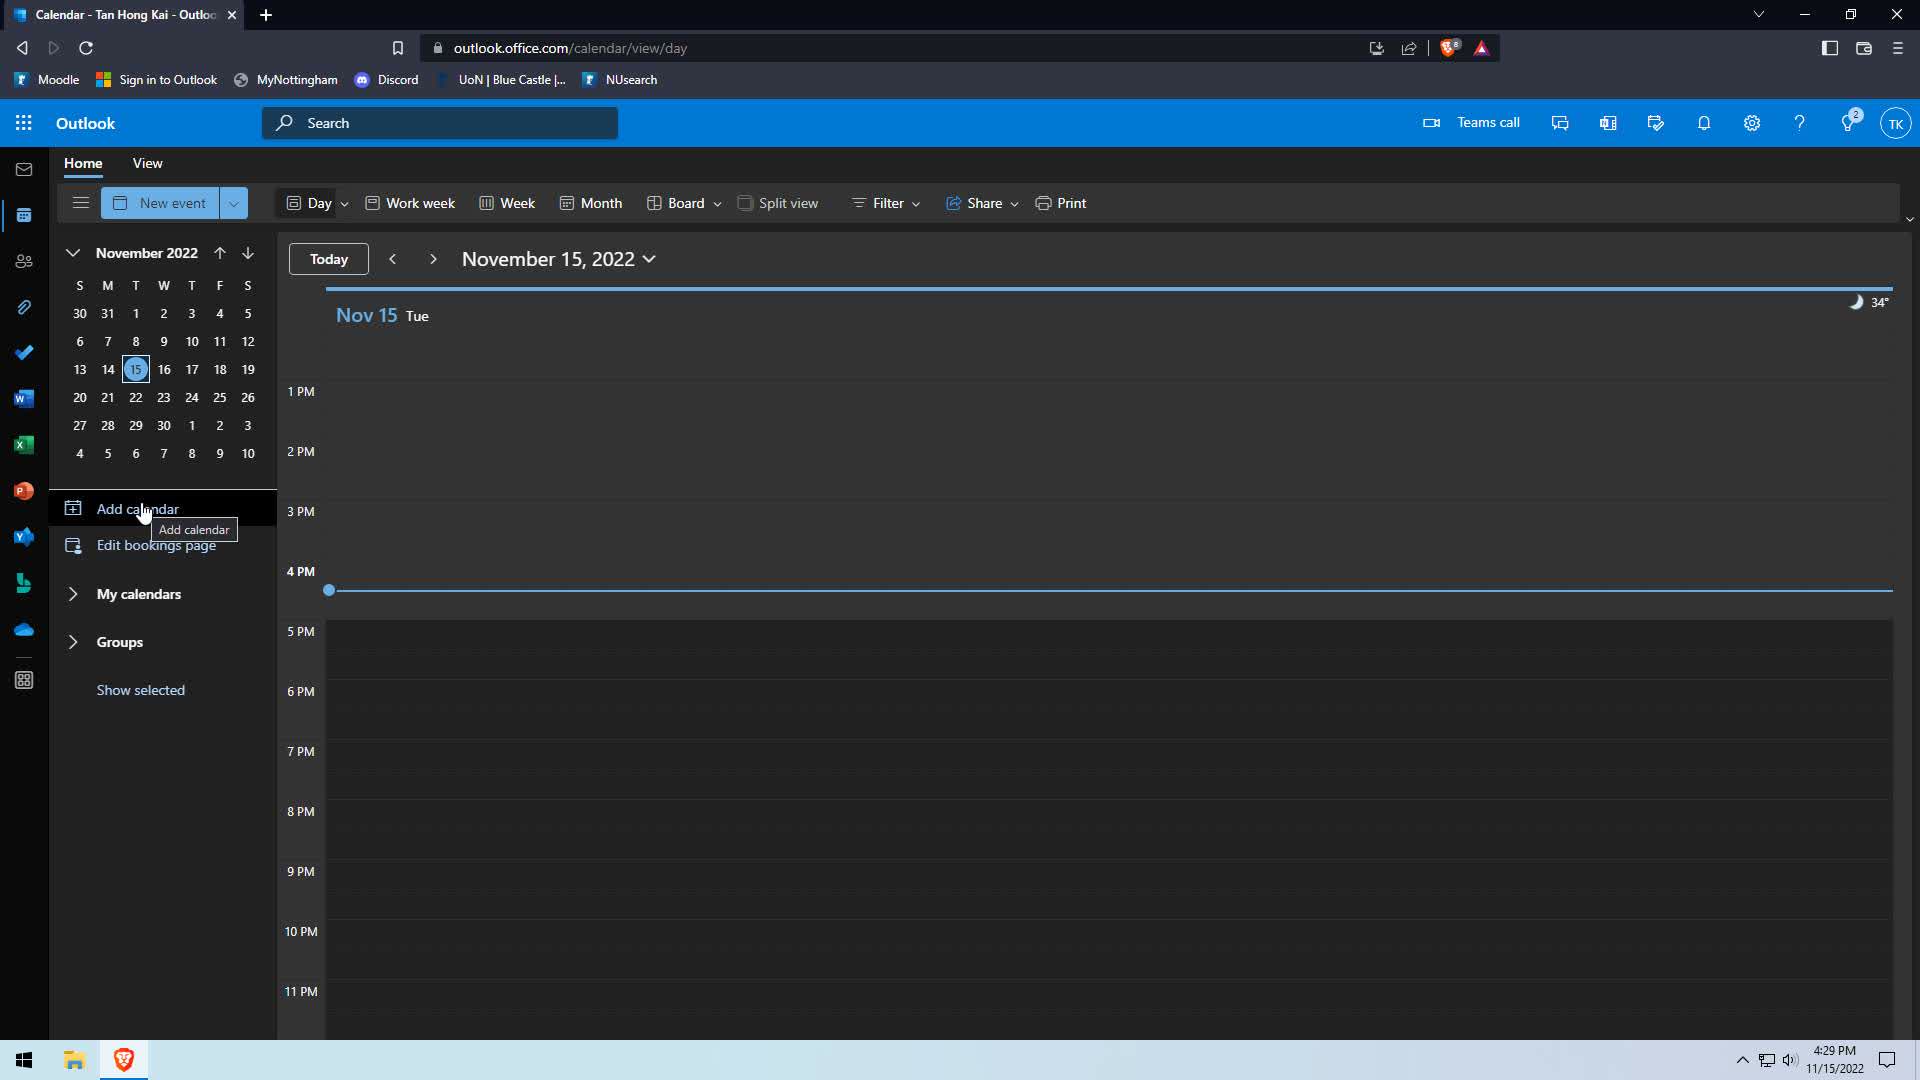 Calendar - Tan Hong Kai - Outloo
outlook.office.com/calendar/view/day
8
Moodle Sign in to Outlook MyNottingham Discord UoN | Blue Castle |... NUsearch
Outlook Search Teams call 2 TK
Home View
New event Day Work week Week Month Board Split view Filter Share Print
November 2022
S M T W T F S
30 31 1 2 3 4 5
6 7 8 9 10 11 12
13 14 15 16 17 18 19
20 21 22 23 24 25 26
27 28 29 30 1 2 3
4 5 6 7 8 9 10
Add calendar
Add calendar
Edit bookings page
My calendars
Groups
Show selected
Today November 15, 2022
Nov 15 Tue 34°
1 PM
2 PM
3 PM
4 PM
5 PM
6 PM
7 PM
8 PM
9 PM
10 PM
11 PM
4:29 PM
11/15/2022